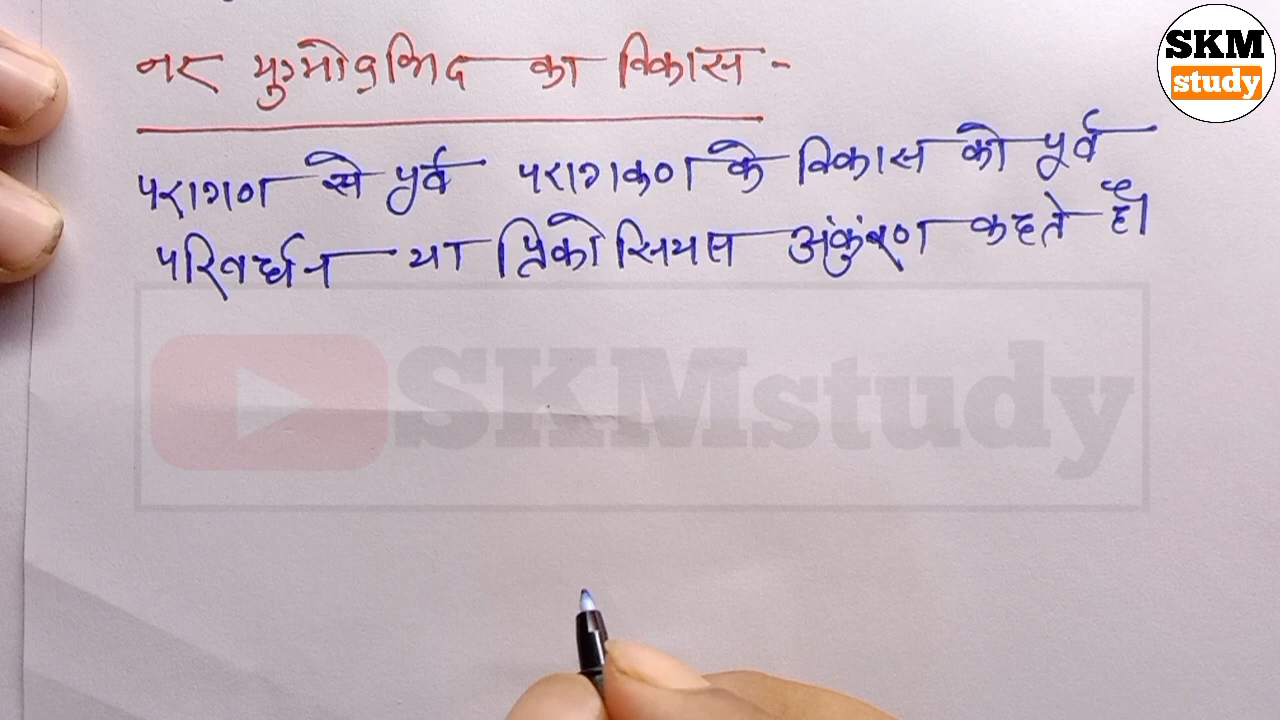 SKM
study
नर युग्मोद्भिद का विकास -
परागण से पूर्व परागकण के विकास को पूर्व
परिवर्धन या प्रिकोसियस अंकुंरण कहते है।
SKMstudy